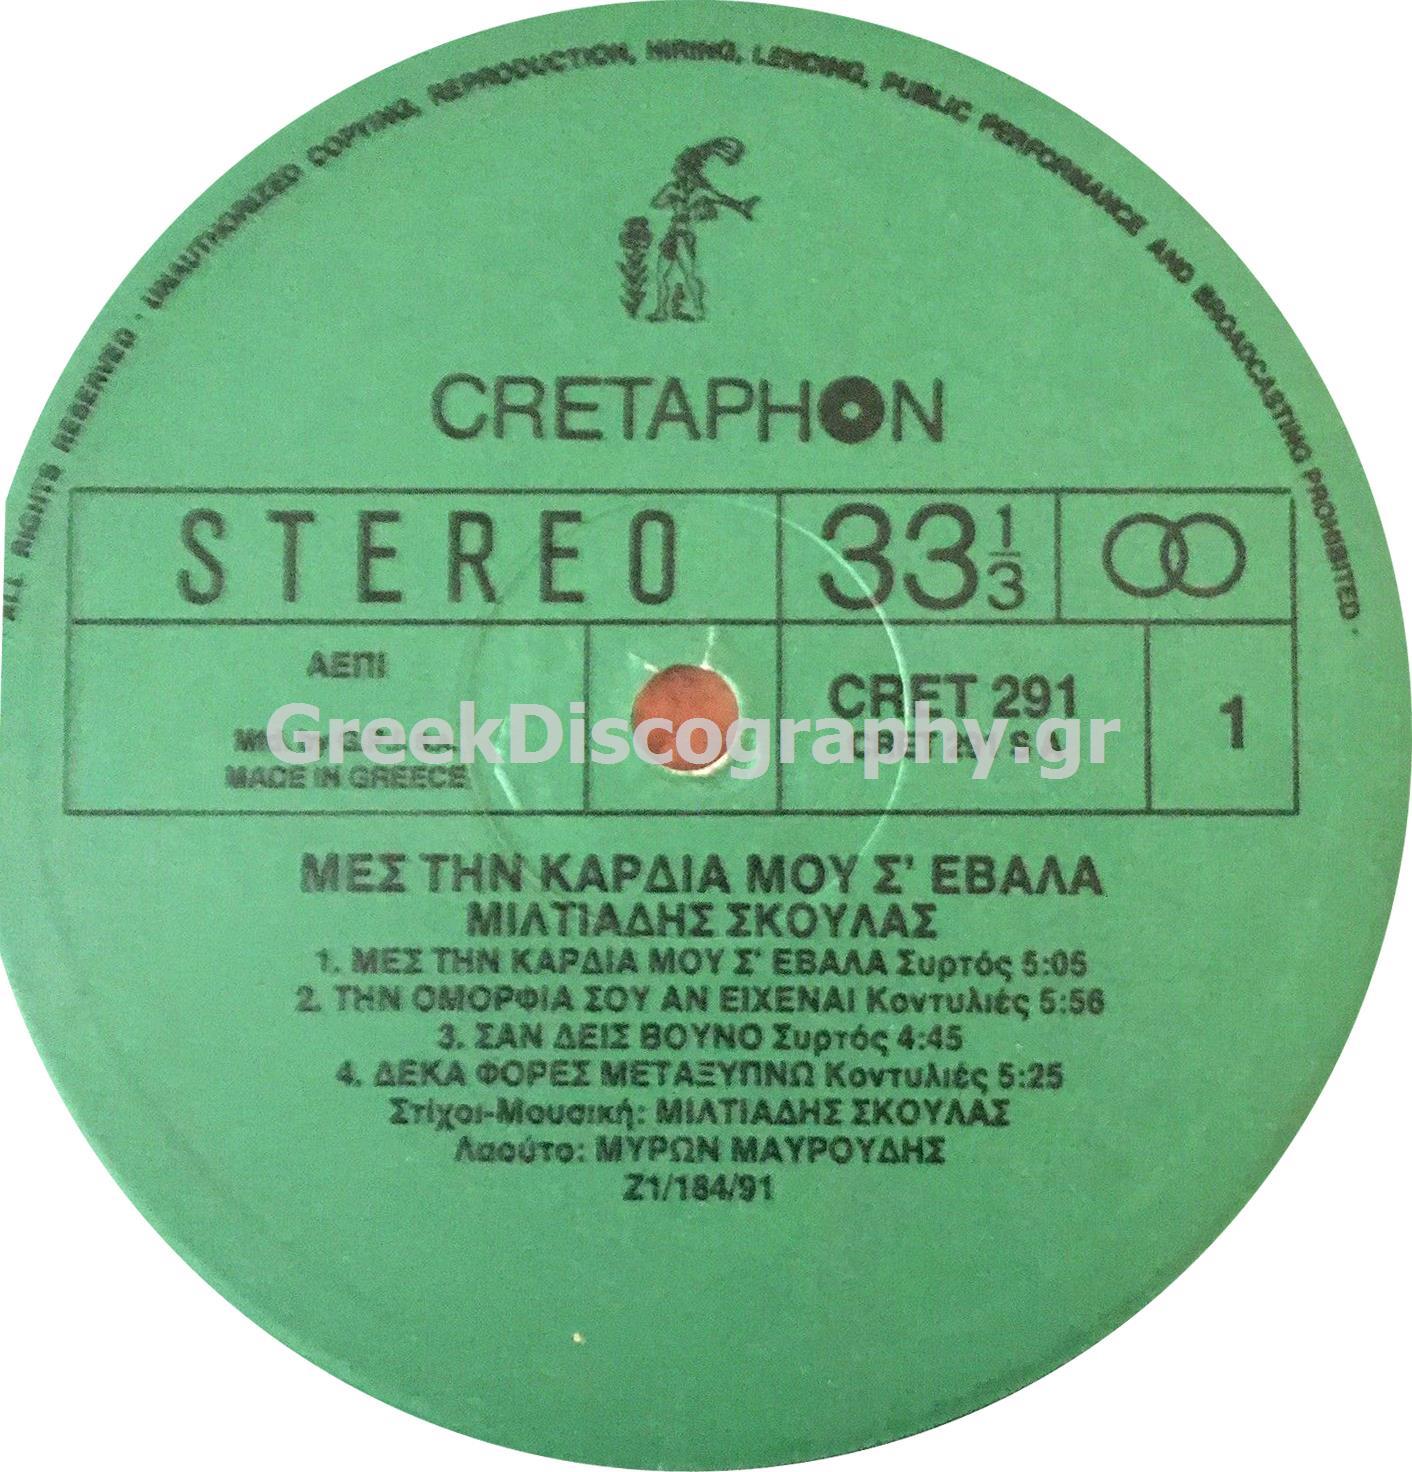 ALL RIGHTS RESERVED · UNAUTHORIZED COPYING, REPRODUCTION, HIRING, LENDING, PUBLIC PERFORMANCE AND BROADCASTING PROHIBITED ·
CRETAPHON
STEREO 33 1/3
ΑΕΠΙ
CRET 291
1
GreekDiscography.gr
MADE IN GREECE
ΜΕΣ ΤΗΝ ΚΑΡΔΙΑ ΜΟΥ Σ' ΕΒΑΛΑ
ΜΙΛΤΙΑΔΗΣ ΣΚΟΥΛΑΣ
1. ΜΕΣ ΤΗΝ ΚΑΡΔΙΑ ΜΟΥ Σ' ΕΒΑΛΑ Συρτός 5:05
2. ΤΗΝ ΟΜΟΡΦΙΑ ΣΟΥ ΑΝ ΕΙΧΕΝΑΙ Κοντυλιές 5:56
3. ΣΑΝ ΔΕΙΣ ΒΟΥΝΟ Συρτός 4:45
4. ΔΕΚΑ ΦΟΡΕΣ ΜΕΤΑΞΥΠΝΩ Κοντυλιές 5:25
Στίχοι-Μουσική: ΜΙΛΤΙΑΔΗΣ ΣΚΟΥΛΑΣ
Λαούτο: ΜΥΡΩΝ ΜΑΥΡΟΥΔΗΣ
Z1/184/91